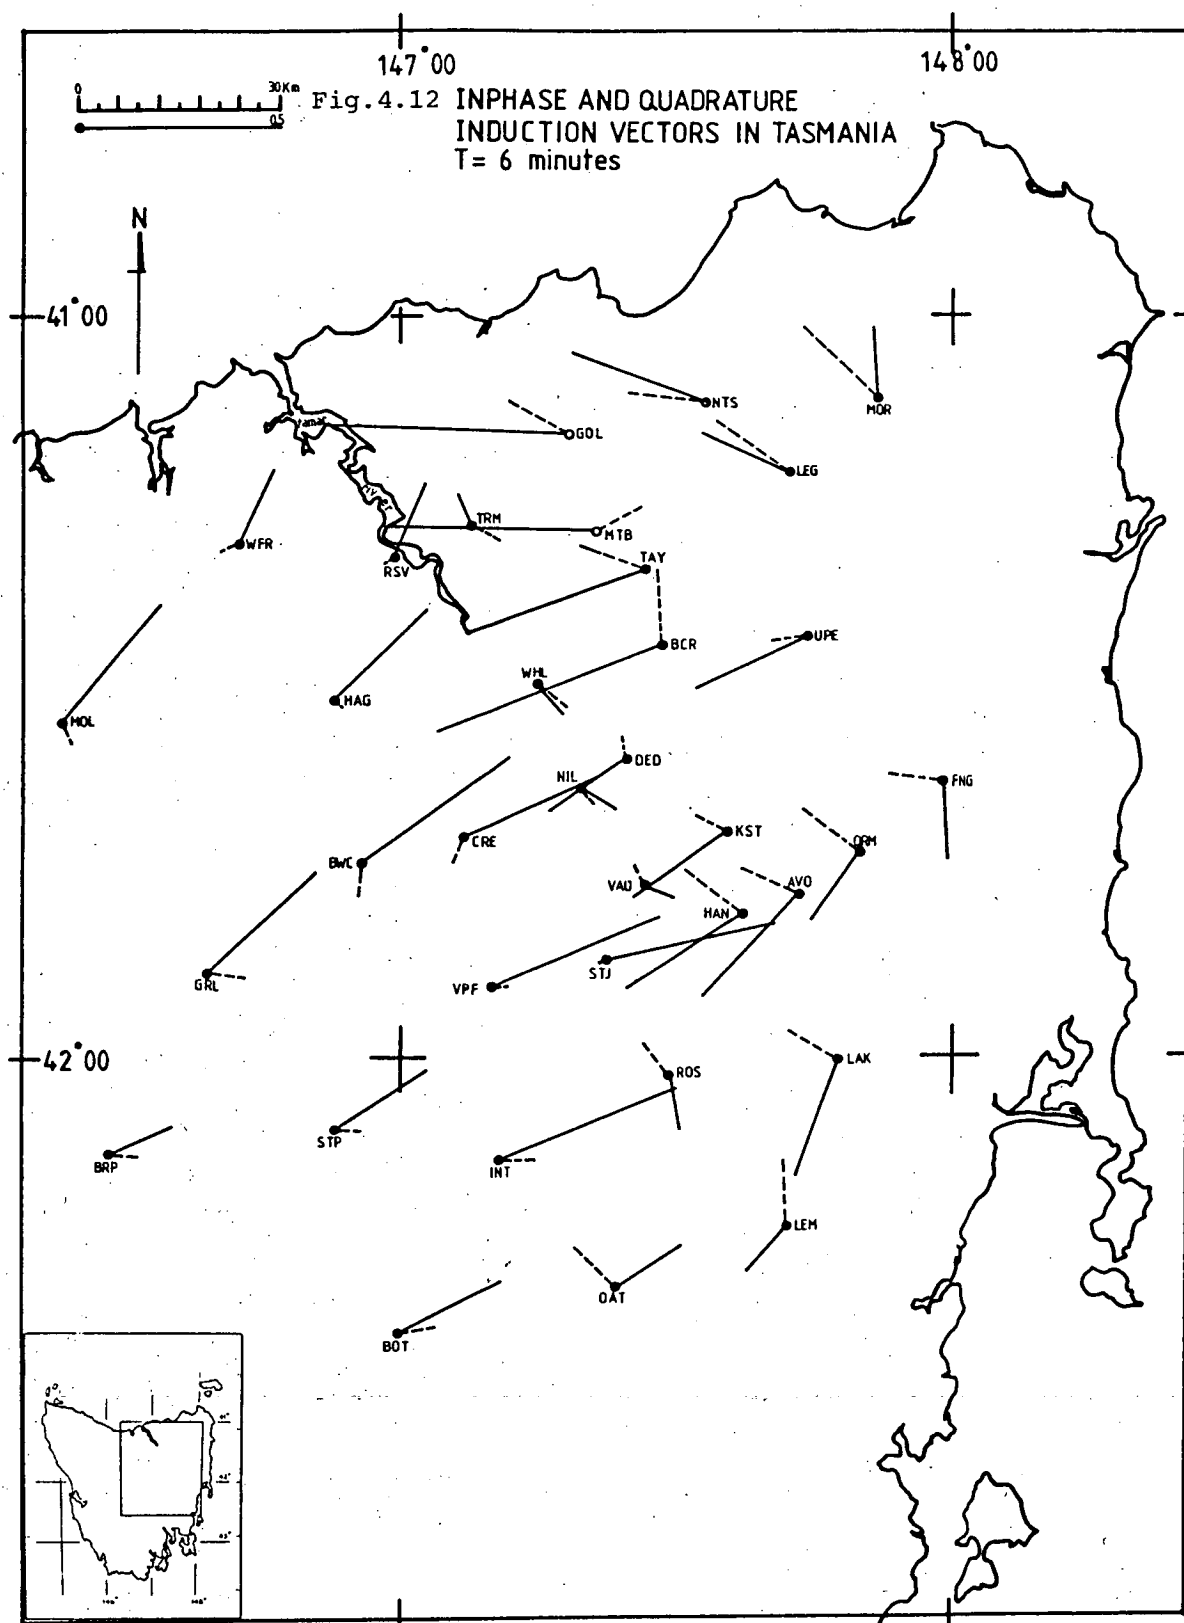 147°00
148°00
0 30Km
0.5
Fig.4.12 INPHASE AND QUADRATURE
INDUCTION VECTORS IN TASMANIA
T= 6 minutes
N
41°00
Tamar
River
MOR
NTS
GOL
LEG
TRM
MTB
WFR
RSV
TAY
BCR
UPE
WHL
HAG
MOL
DED
NIL
FNG
CRE
KST
ORM
BWC
VAU
AVO
HAN
GRL
VPF
STJ
42°00
LAK
ROS
STP
BRP
INT
LEM
OAT
BOT